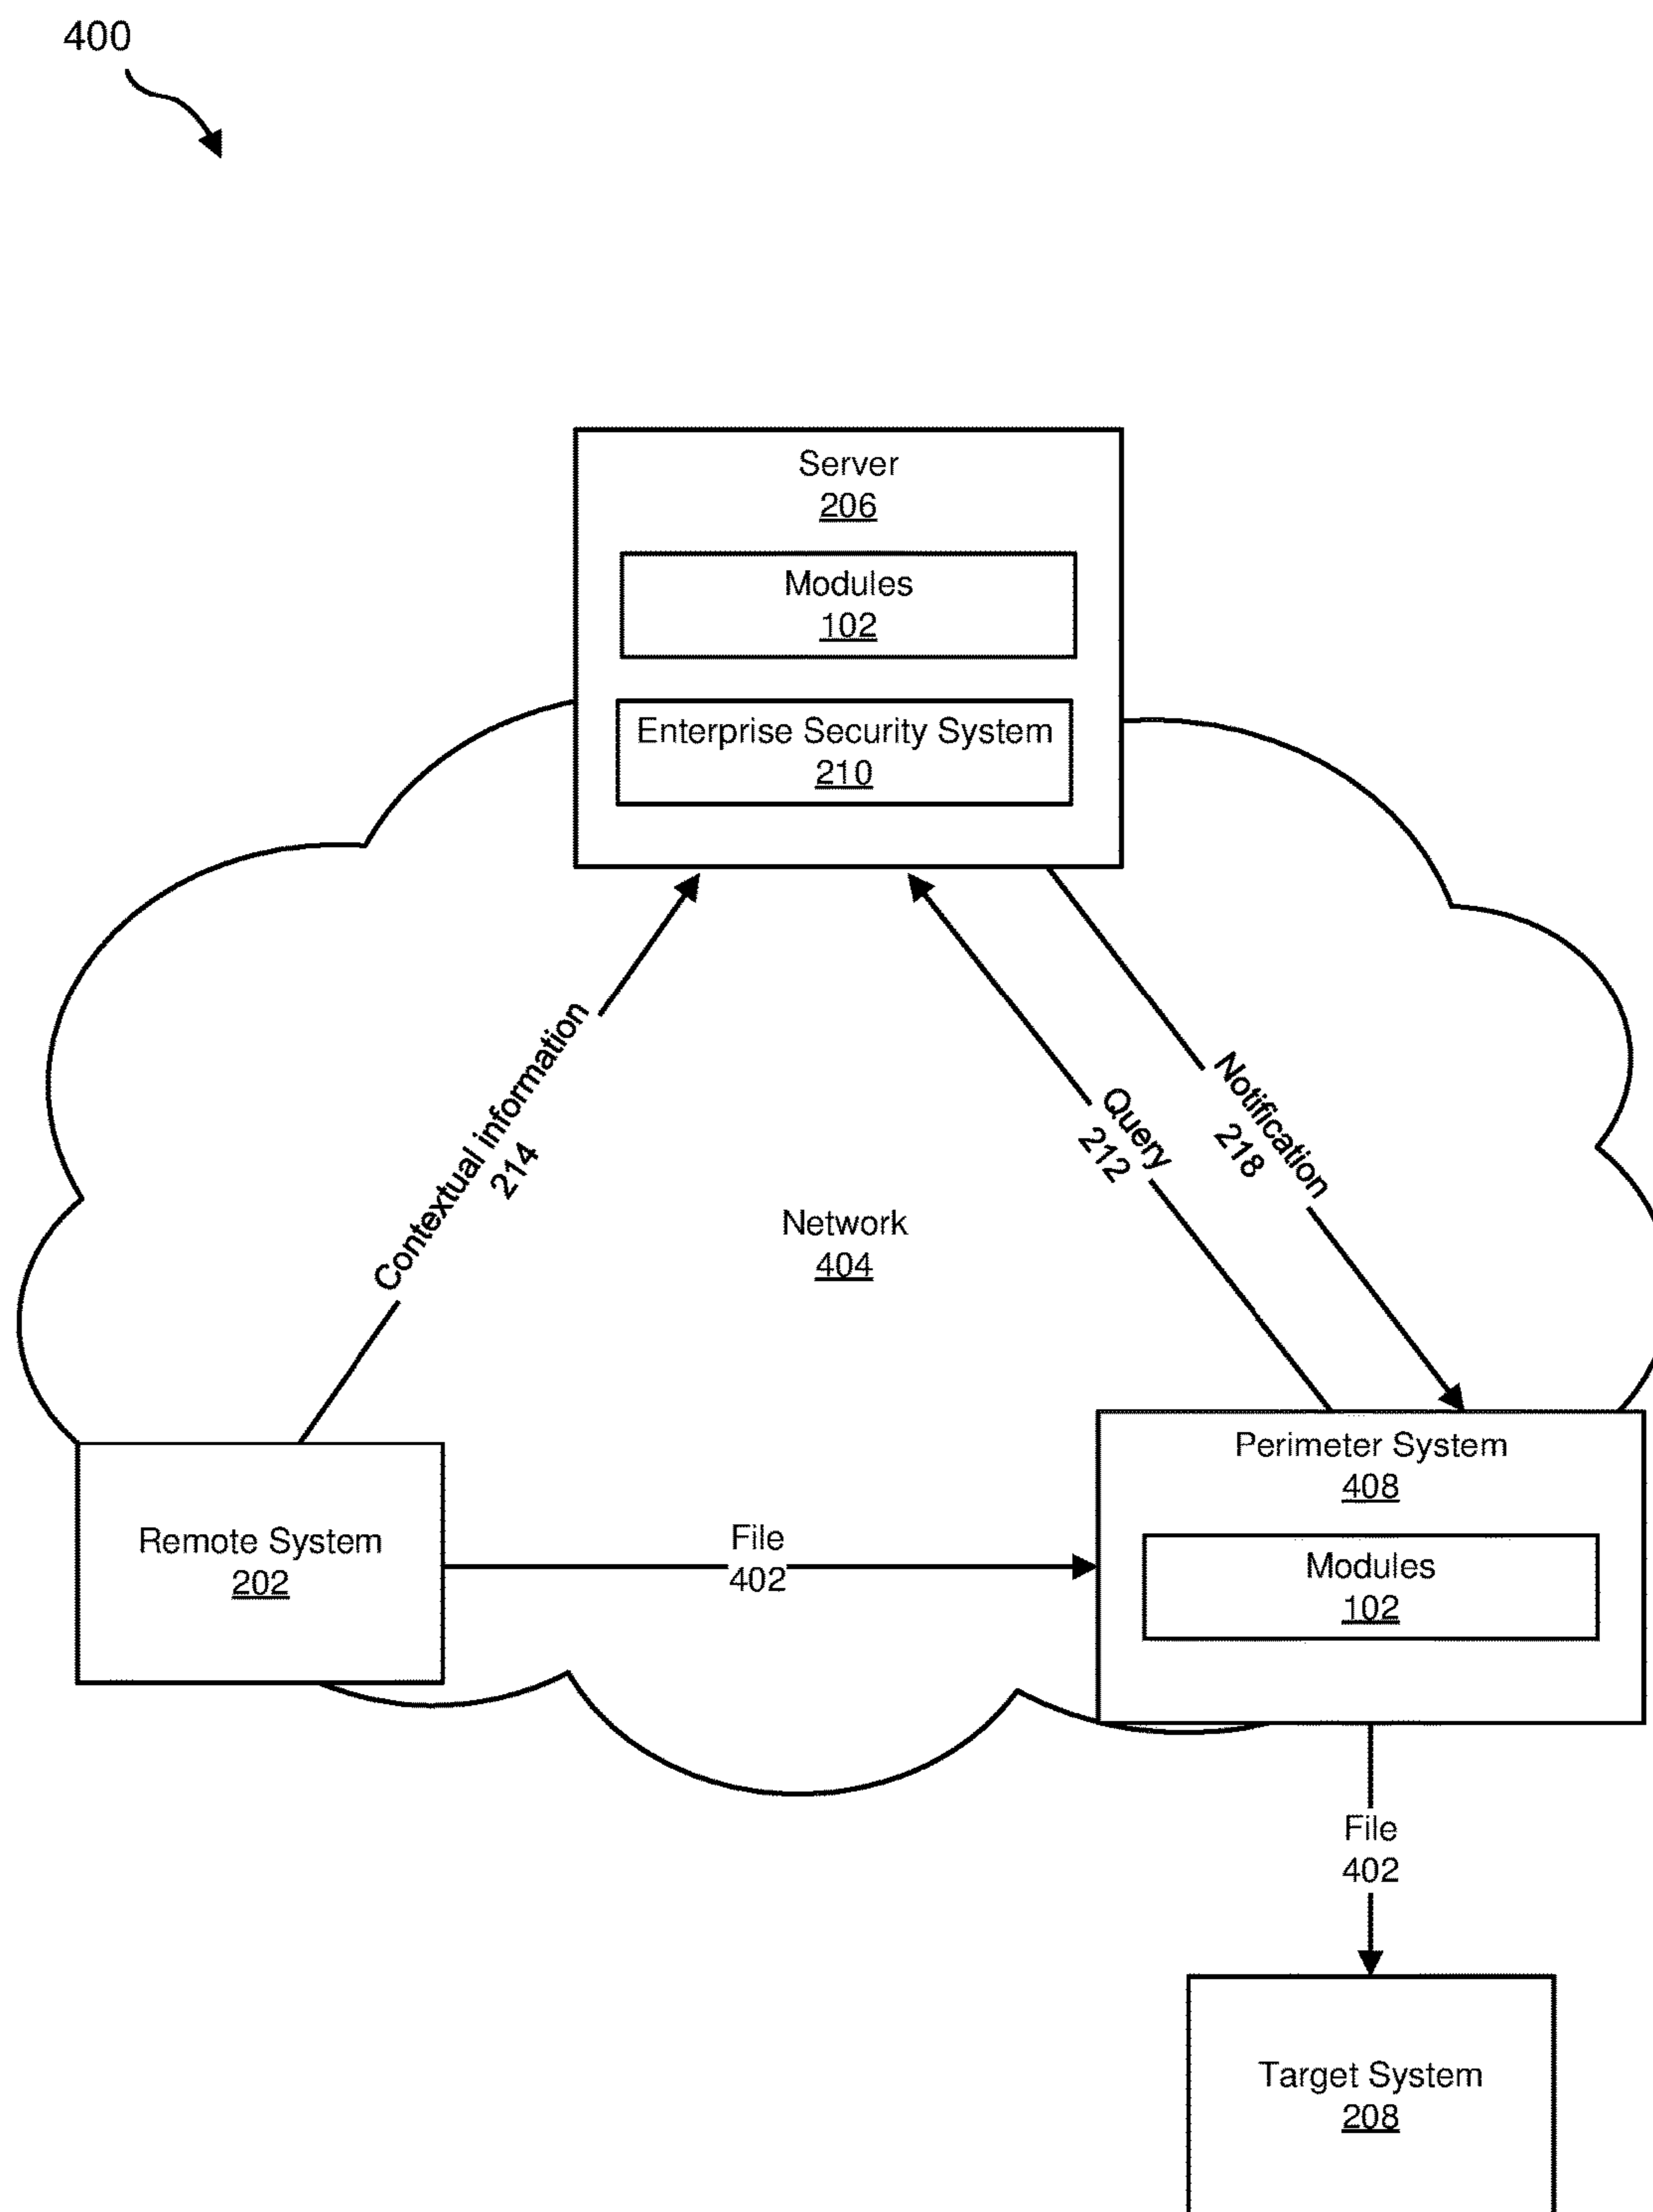 400
Server
206
Modules
102
Enterprise Security System
210
Contextual information
214
Query
212
Notification
218
Network
404
Remote System
202
File
402
Perimeter System
408
Modules
102
File
402
Target System
208